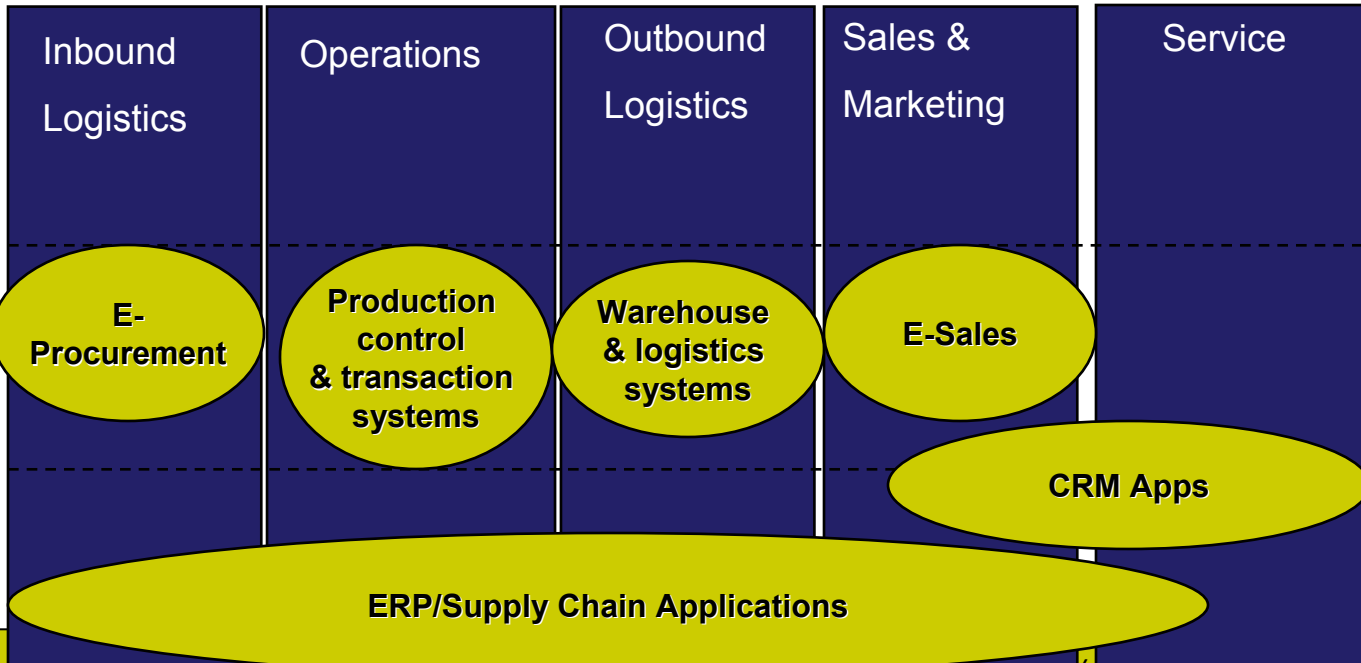 Inbound
Logistics
Operations
Outbound
Logistics
Sales &
Marketing
Service
E-
Procurement
Production
control
& transaction
systems
Warehouse
& logistics
systems
E-Sales
CRM Apps
ERP/Supply Chain Applications